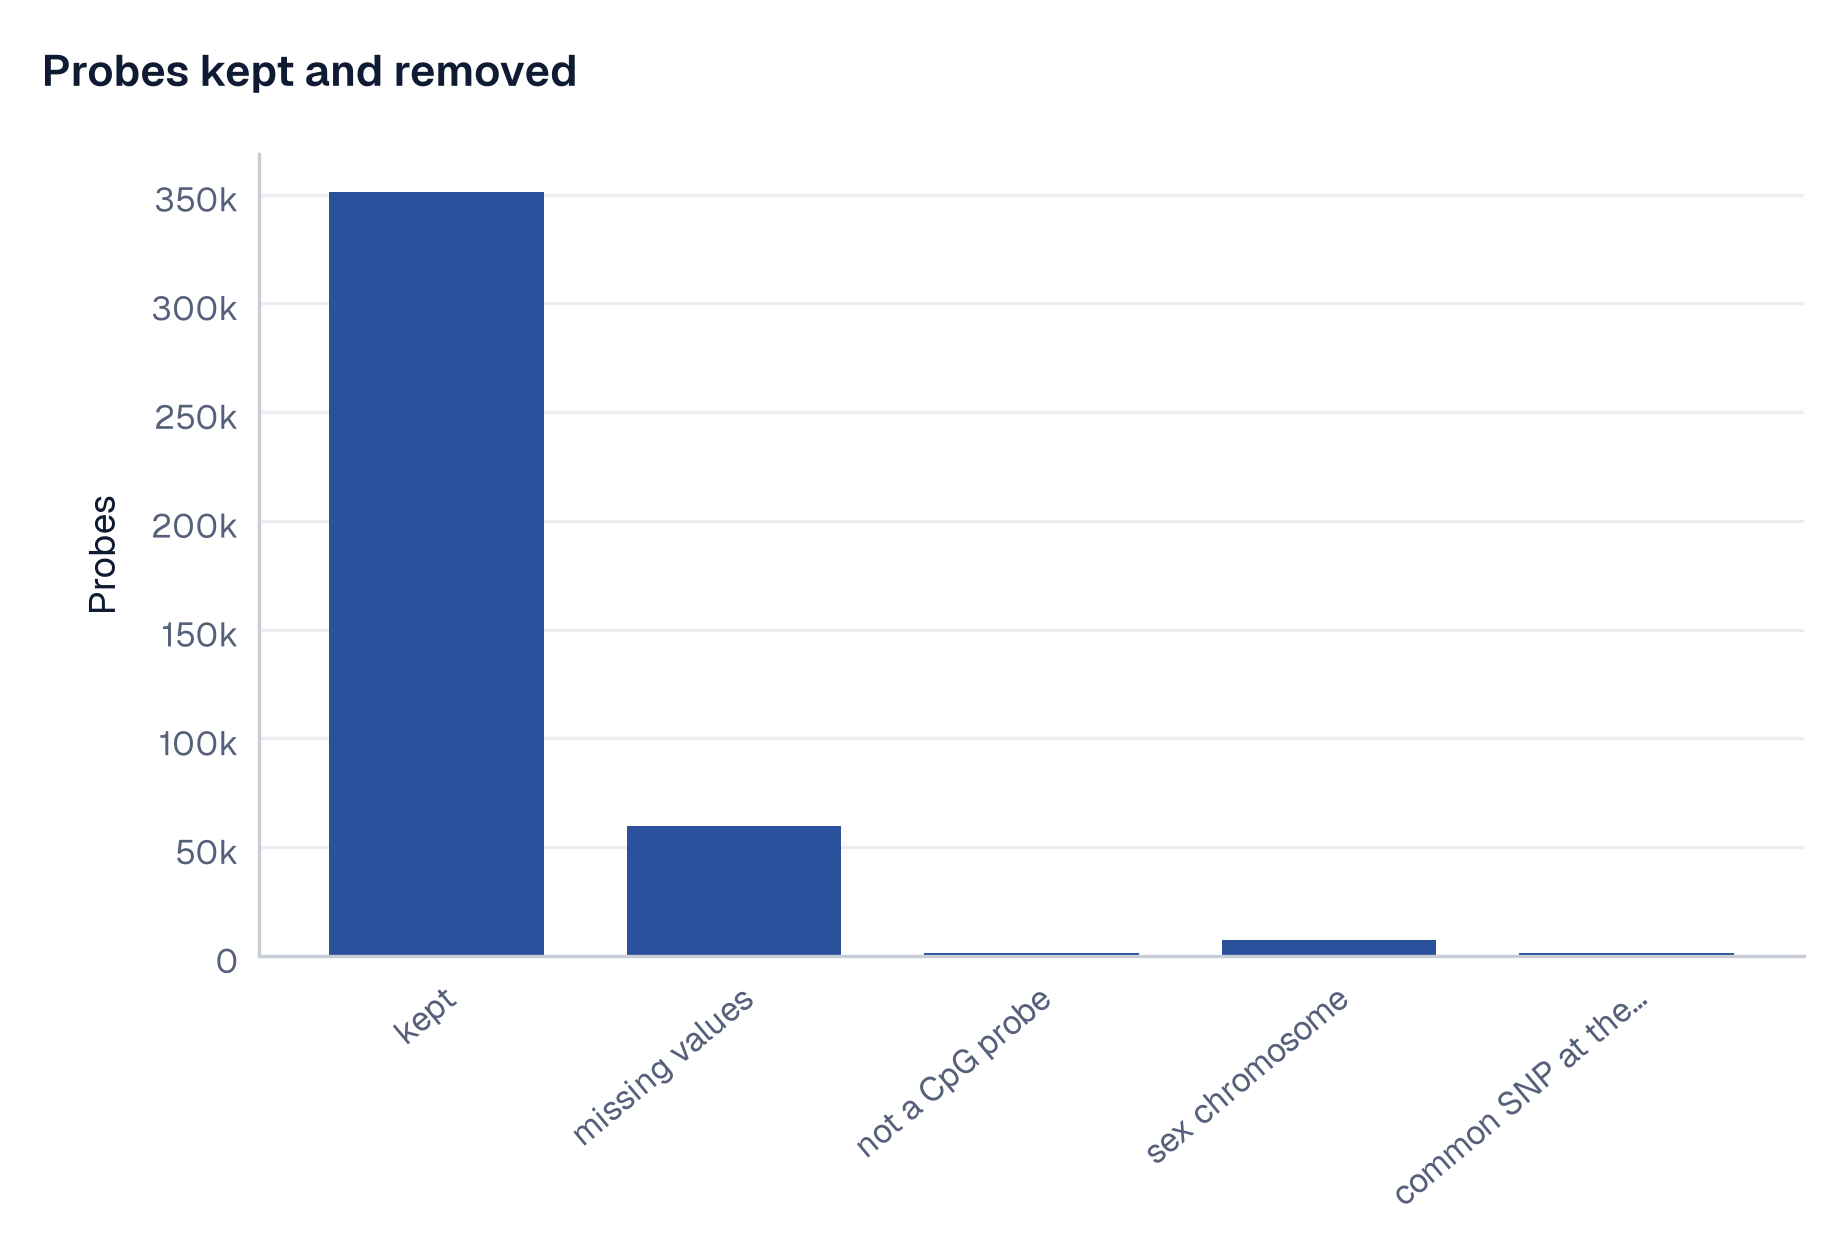 Probes kept and removed
Probes
350k
300k
250k
200k
150k
100k
50k
0
kept
missing values
not a CpG probe
sex chromosome
common SNP at the...